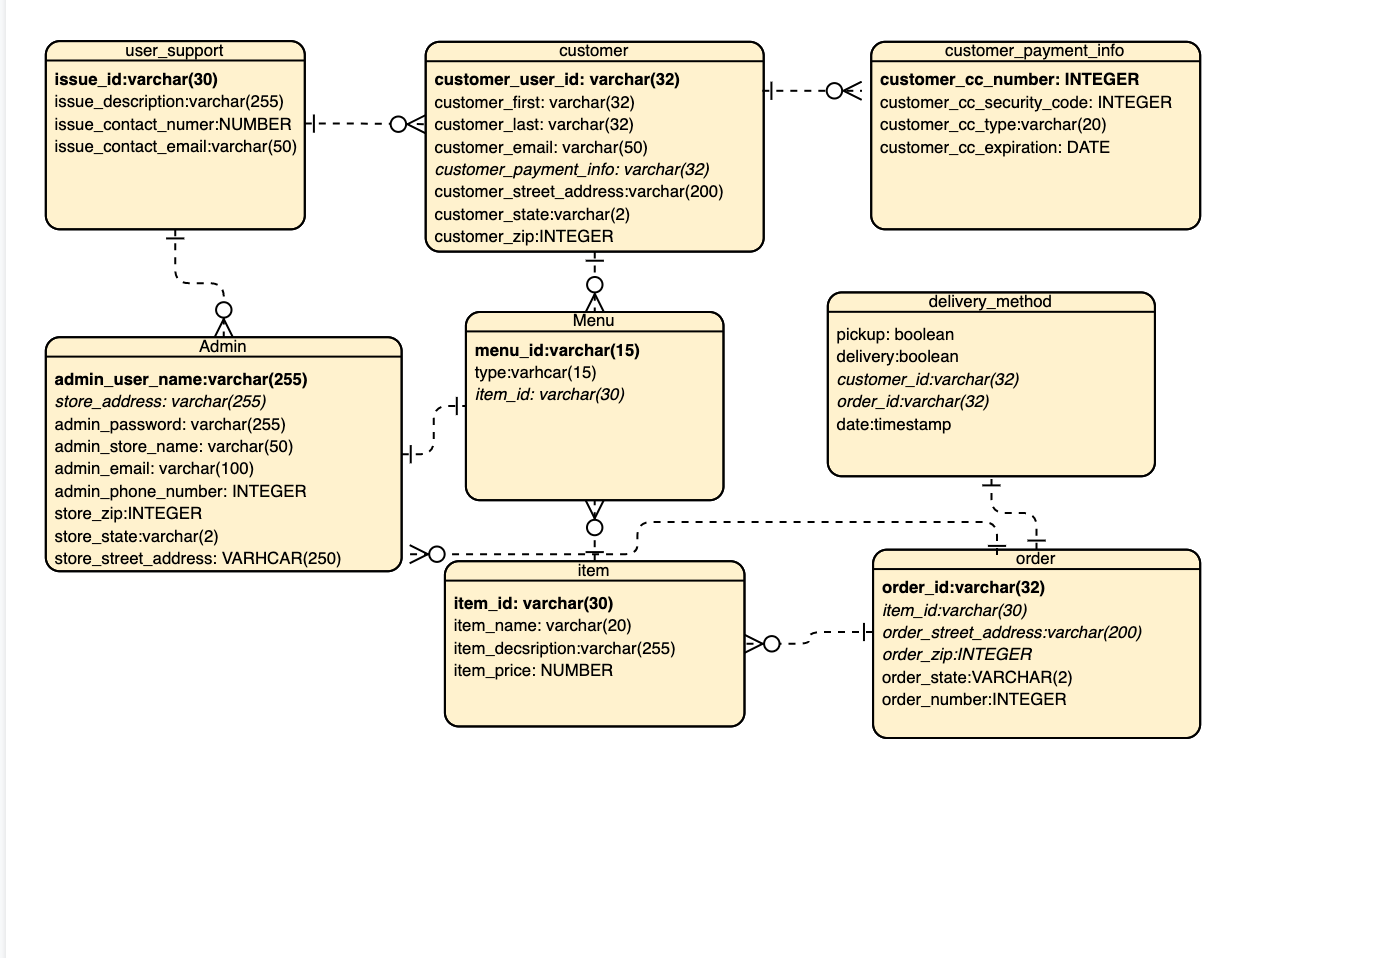 user_support
issue_id:varchar(30)
issue_description:varchar(255)
issue_contact_numer:NUMBER
issue_contact_email:varchar(50)
customer
customer_user_id: varchar(32)
customer_first: varchar(32)
customer_last: varchar(32)
customer_email: varchar(50)
customer_payment_info: varchar(32)
customer_street_address:varchar(200)
customer_state:varchar(2)
customer_zip:INTEGER
customer_payment_info
customer_cc_number: INTEGER
customer_cc_security_code: INTEGER
customer_cc_type:varchar(20)
customer_cc_expiration: DATE
Admin
admin_user_name:varchar(255)
store_address: varchar(255)
admin_password: varchar(255)
admin_store_name: varchar(50)
admin_email: varchar(100)
admin_phone_number: INTEGER
store_zip:INTEGER
store_state:varchar(2)
store_street_address: VARHCAR(250)
Menu
menu_id:varchar(15)
type:varhcar(15)
item_id: varchar(30)
delivery_method
pickup: boolean
delivery:boolean
customer_id:varchar(32)
order_id:varchar(32)
date:timestamp
item
item_id: varchar(30)
item_name: varchar(20)
item_decsription:varchar(255)
item_price: NUMBER
order
order_id:varchar(32)
item_id:varchar(30)
order_street_address:varchar(200)
order_zip:INTEGER
order_state:VARCHAR(2)
order_number:INTEGER